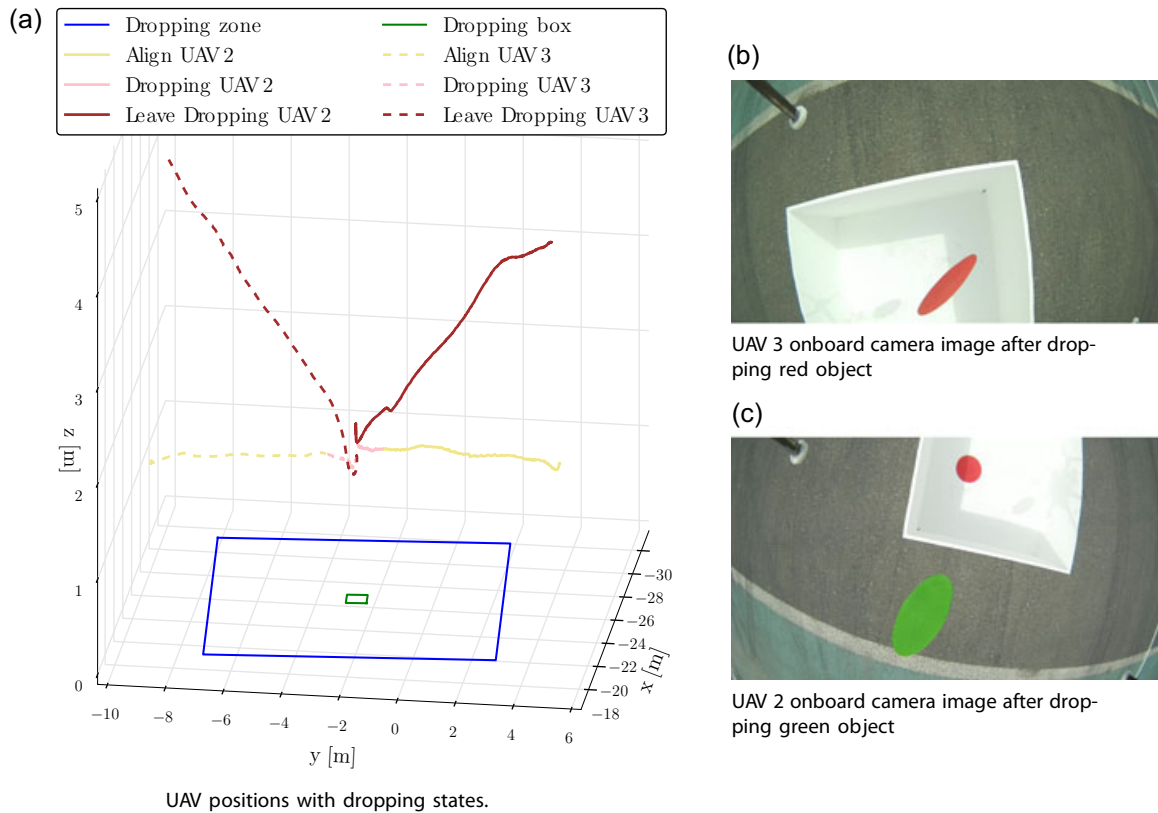 (a)
Dropping zone
Dropping box
Align UAV 2
Align UAV 3
Dropping UAV 2
Dropping UAV 3
Leave Dropping UAV 2
Leave Dropping UAV 3
5
4
3
2
1
0
z [m]
−10
−8
−6
−4
−2
0
2
4
6
y [m]
−30
−28
−26
−24
−22
−20
−18
x [m]
UAV positions with dropping states.
(b)
UAV 3 onboard camera image after drop-
ping red object
(c)
UAV 2 onboard camera image after drop-
ping green object